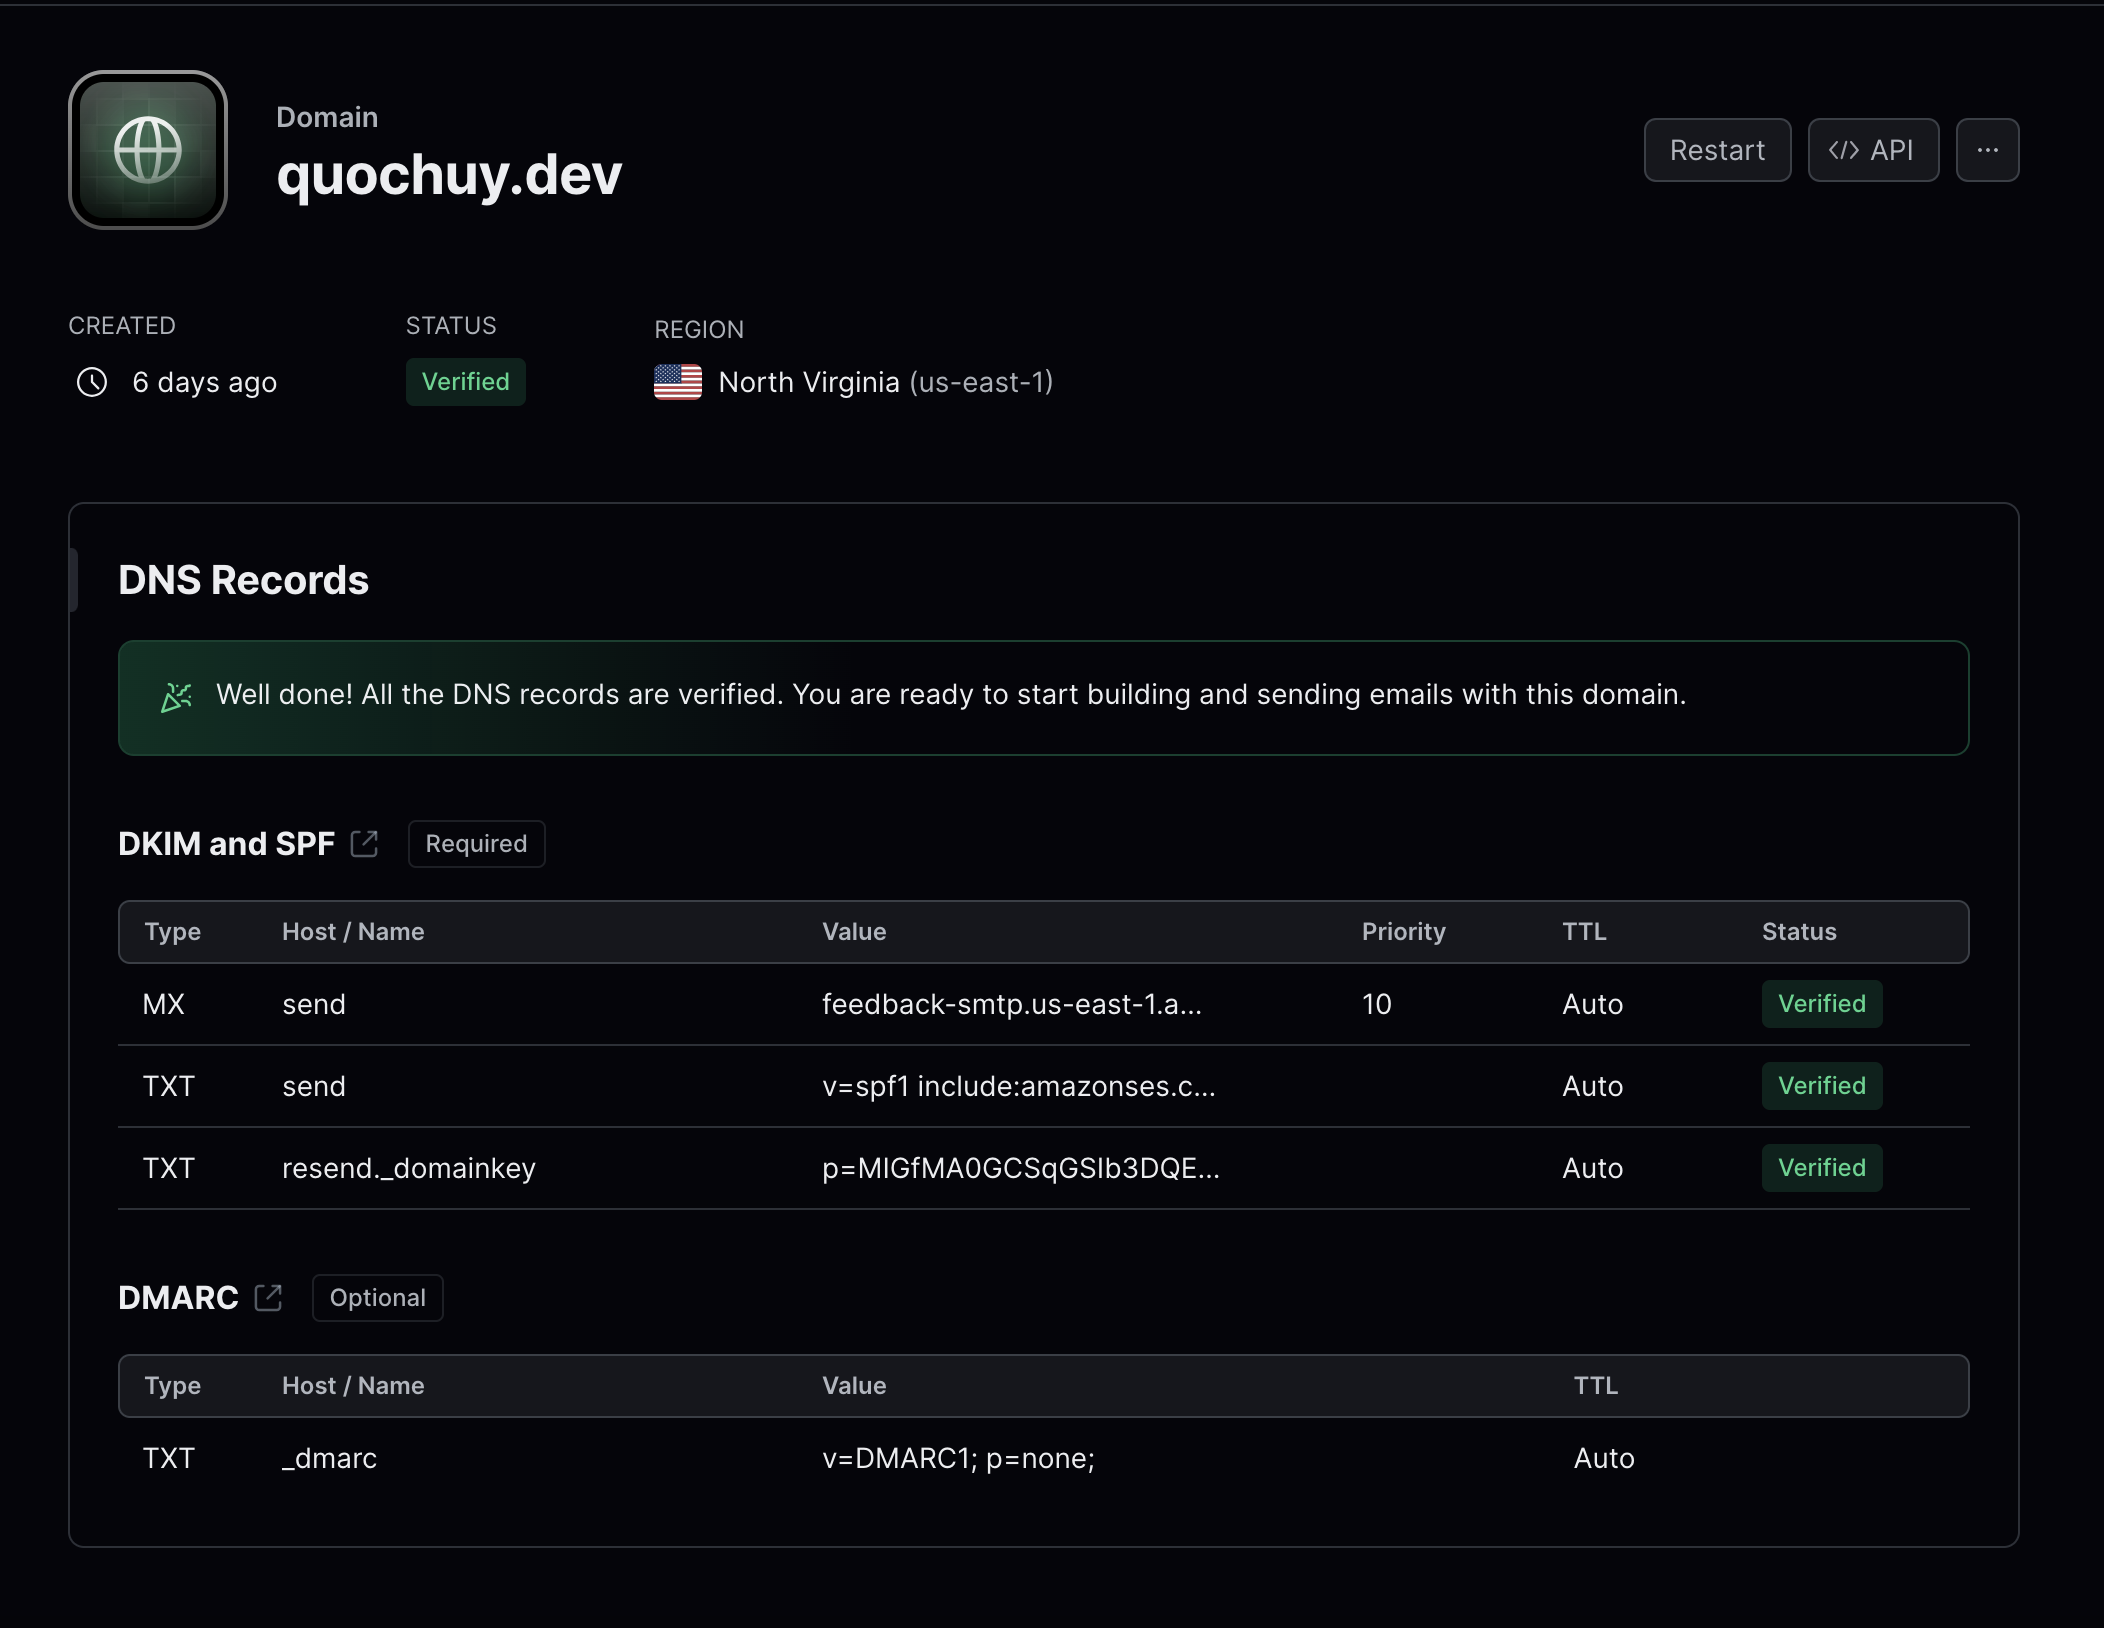 Domain
quochuy.dev
Restart
</> API
...
CREATED
STATUS
REGION
6 days ago
Verified
North Virginia (us-east-1)
DNS Records
Well done! All the DNS records are verified. You are ready to start building and sending emails with this domain.
DKIM and SPF Required
Type Host / Name Value Priority TTL Status
MX send feedback-smtp.us-east-1.a... 10 Auto Verified
TXT send v=spf1 include:amazonses.c... Auto Verified
TXT resend._domainkey p=MIGfMA0GCSqGSIb3DQE... Auto Verified
DMARC Optional
Type Host / Name Value TTL
TXT _dmarc v=DMARC1; p=none; Auto